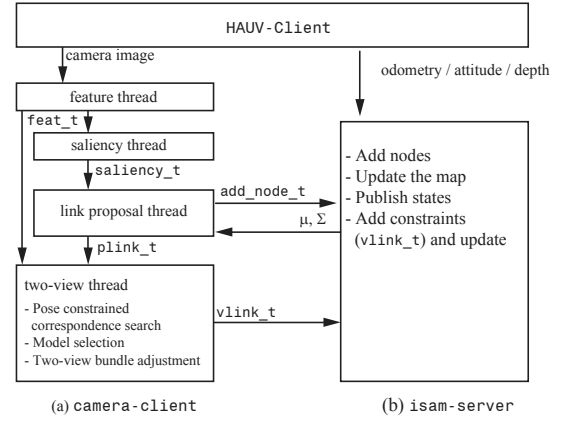 HAUV-Client
camera image
odometry / attitude / depth
feature thread
feat_t
saliency thread
saliency_t
link proposal thread
add_node_t
μ, Σ
plink_t
two-view thread
- Pose constrained
correspondence search
- Model selection
- Two-view bundle adjustment
vlink_t
- Add nodes
- Update the map
- Publish states
- Add constraints
(vlink_t) and update
(a) camera-client
(b) isam-server